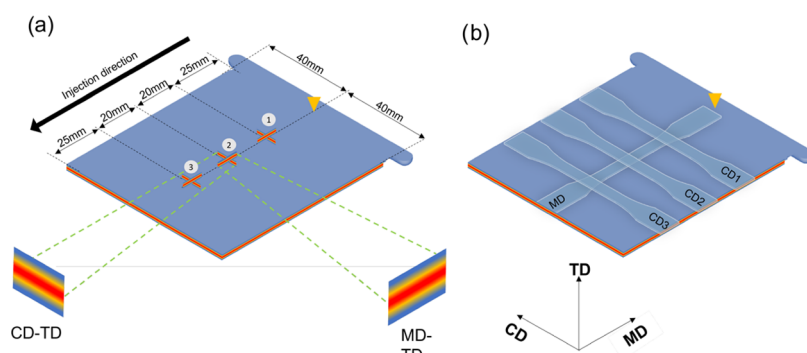 (a)
Injection direction
25mm
20mm
20mm
25mm
40mm
40mm
1
2
3
CD-TD
MD-
(b)
MD
CD1
CD2
CD3
TD
CD
MD